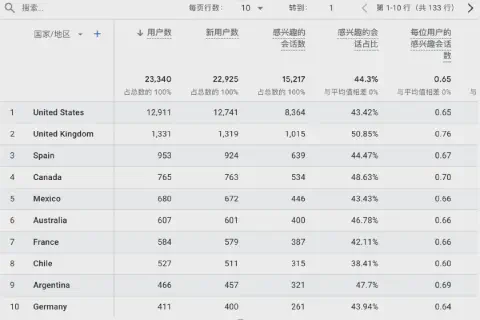 搜索... 每页行数: 10 转到: 1 第 1-10 行（共 133 行）
国家/地区 + ↓ 用户数 新用户数 感兴趣的会话数 感兴趣的会话占比 每位用户的感兴趣会话数
23,340 22,925 15,217 44.3% 0.65
占总数的 100% 占总数的 100% 占总数的 100% 与平均值相差 0% 与平均值相差 0% 与
1 United States 12,911 12,741 8,364 43.42% 0.65
2 United Kingdom 1,331 1,319 1,015 50.85% 0.76
3 Spain 953 924 639 44.47% 0.67
4 Canada 765 763 534 48.63% 0.70
5 Mexico 680 672 446 43.43% 0.66
6 Australia 607 601 400 46.78% 0.66
7 France 584 579 387 42.11% 0.66
8 Chile 527 511 315 38.41% 0.60
9 Argentina 466 457 321 47.7% 0.69
10 Germany 411 400 261 43.94% 0.64